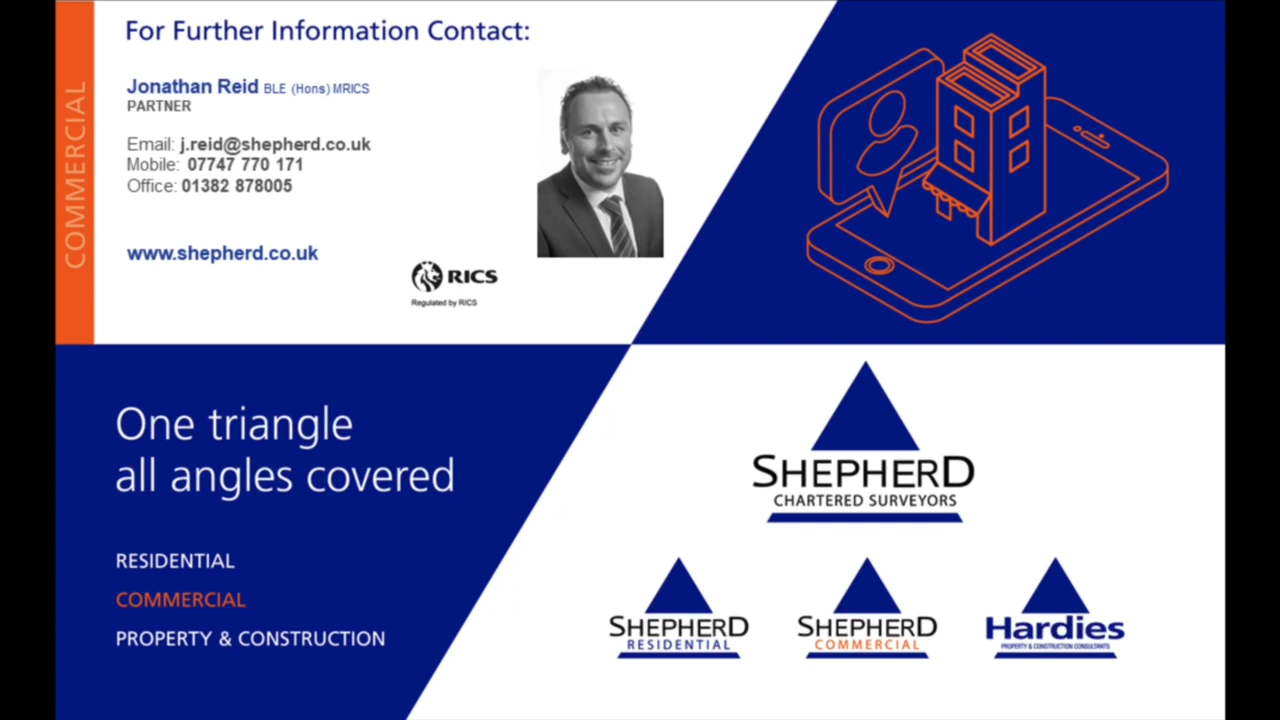 For Further Information Contact:
COMMERCIAL
Jonathan Reid BLE (Hons) MRICS
PARTNER
Email: j.reid@shepherd.co.uk
Mobile: 07747 770 171
Office: 01382 878005
www.shepherd.co.uk
RICS
Regulated by RICS
One triangle
all angles covered
RESIDENTIAL
COMMERCIAL
PROPERTY & CONSTRUCTION
SHEPHERD
CHARTERED SURVEYORS
SHEPHERD
RESIDENTIAL
SHEPHERD
COMMERCIAL
Hardies
PROPERTY & CONSTRUCTION CONSULTANTS